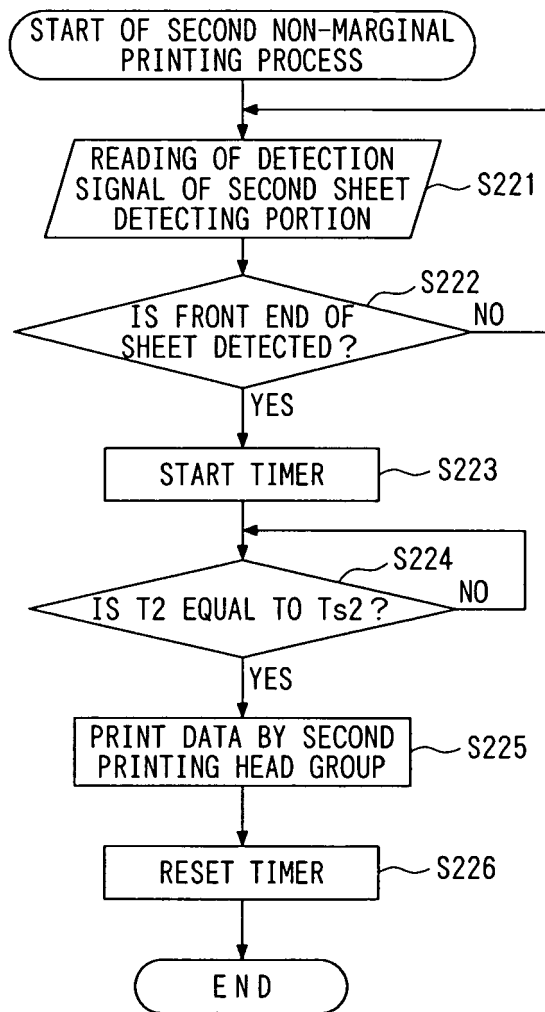 START OF SECOND NON-MARGINAL
PRINTING PROCESS
READING OF DETECTION
SIGNAL OF SECOND SHEET
DETECTING PORTION
S221
S222
IS FRONT END OF
SHEET DETECTED?
NO
YES
START TIMER
S223
S224
IS T2 EQUAL TO Ts2?
NO
YES
PRINT DATA BY SECOND
PRINTING HEAD GROUP
S225
RESET TIMER
S226
END